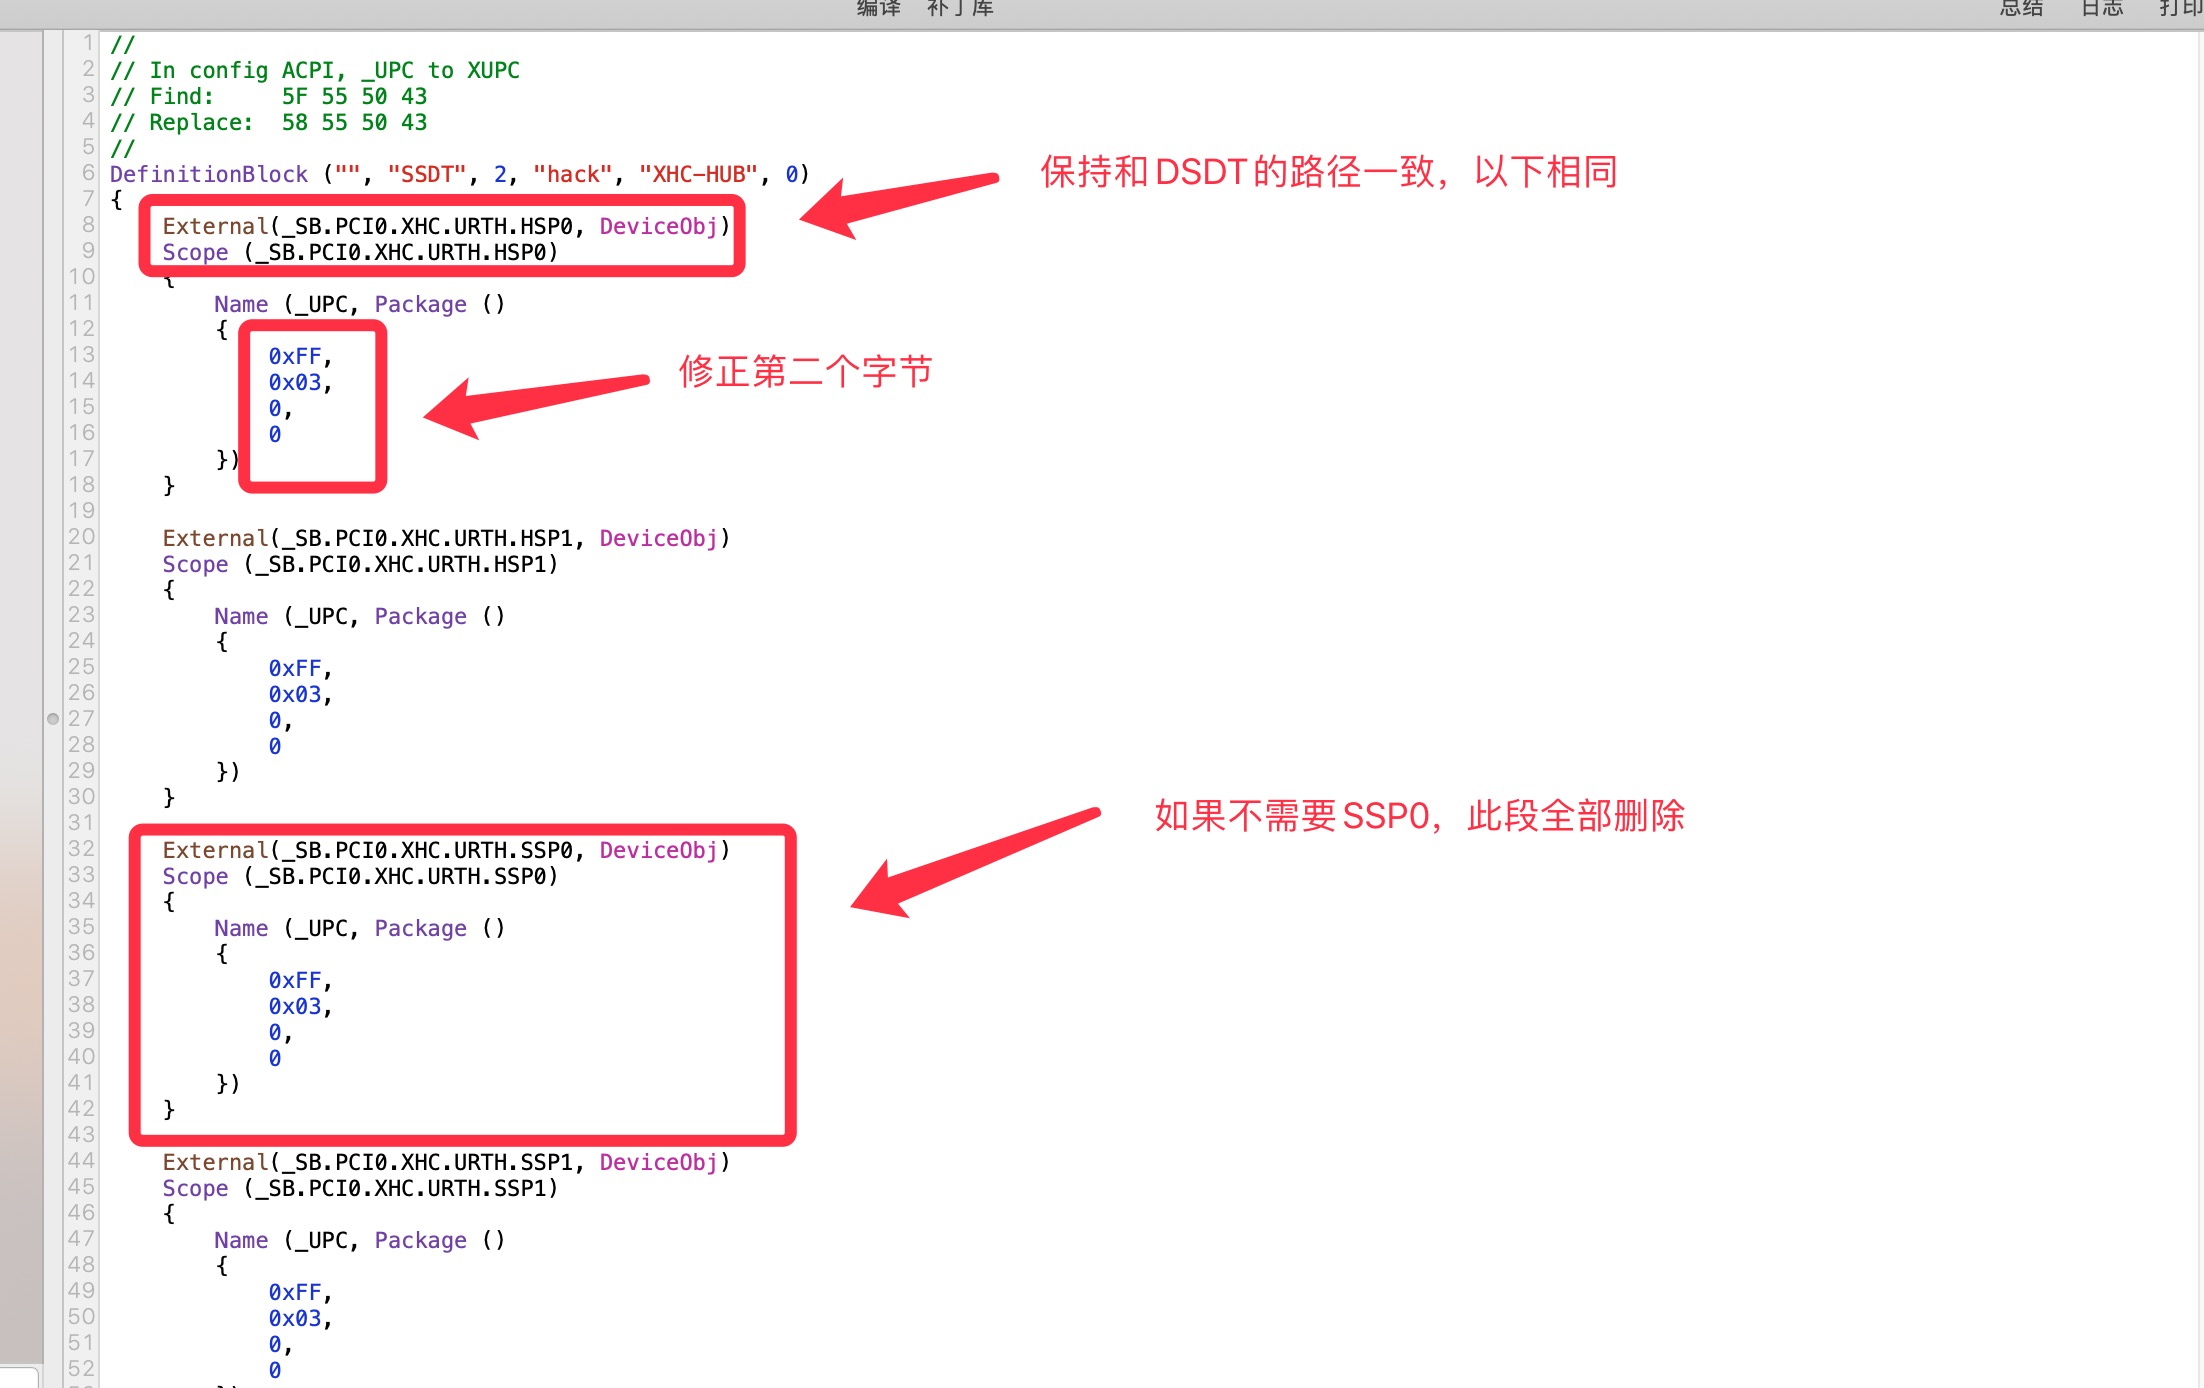 编译 补丁库 总结 日志 打印
1 //
2 // In config ACPI, _UPC to XUPC
3 // Find:     5F 55 50 43
4 // Replace:  58 55 50 43
5 //
6 DefinitionBlock ("", "SSDT", 2, "hack", "XHC-HUB", 0)
保持和DSDT的路径一致，以下相同
7 {
8     External(_SB.PCI0.XHC.URTH.HSP0, DeviceObj)
9     Scope (_SB.PCI0.XHC.URTH.HSP0)
10     {
11         Name (_UPC, Package ()
12         {
13             0xFF,
修正第二个字节
14             0x03,
15             0,
16             0
17         })
18     }
19
20     External(_SB.PCI0.XHC.URTH.HSP1, DeviceObj)
21     Scope (_SB.PCI0.XHC.URTH.HSP1)
22     {
23         Name (_UPC, Package ()
24         {
25             0xFF,
26             0x03,
27             0,
28             0
29         })
30     }
31
如果不需要SSP0，此段全部删除
32     External(_SB.PCI0.XHC.URTH.SSP0, DeviceObj)
33     Scope (_SB.PCI0.XHC.URTH.SSP0)
34     {
35         Name (_UPC, Package ()
36         {
37             0xFF,
38             0x03,
39             0,
40             0
41         })
42     }
43
44     External(_SB.PCI0.XHC.URTH.SSP1, DeviceObj)
45     Scope (_SB.PCI0.XHC.URTH.SSP1)
46     {
47         Name (_UPC, Package ()
48         {
49             0xFF,
50             0x03,
51             0,
52             0